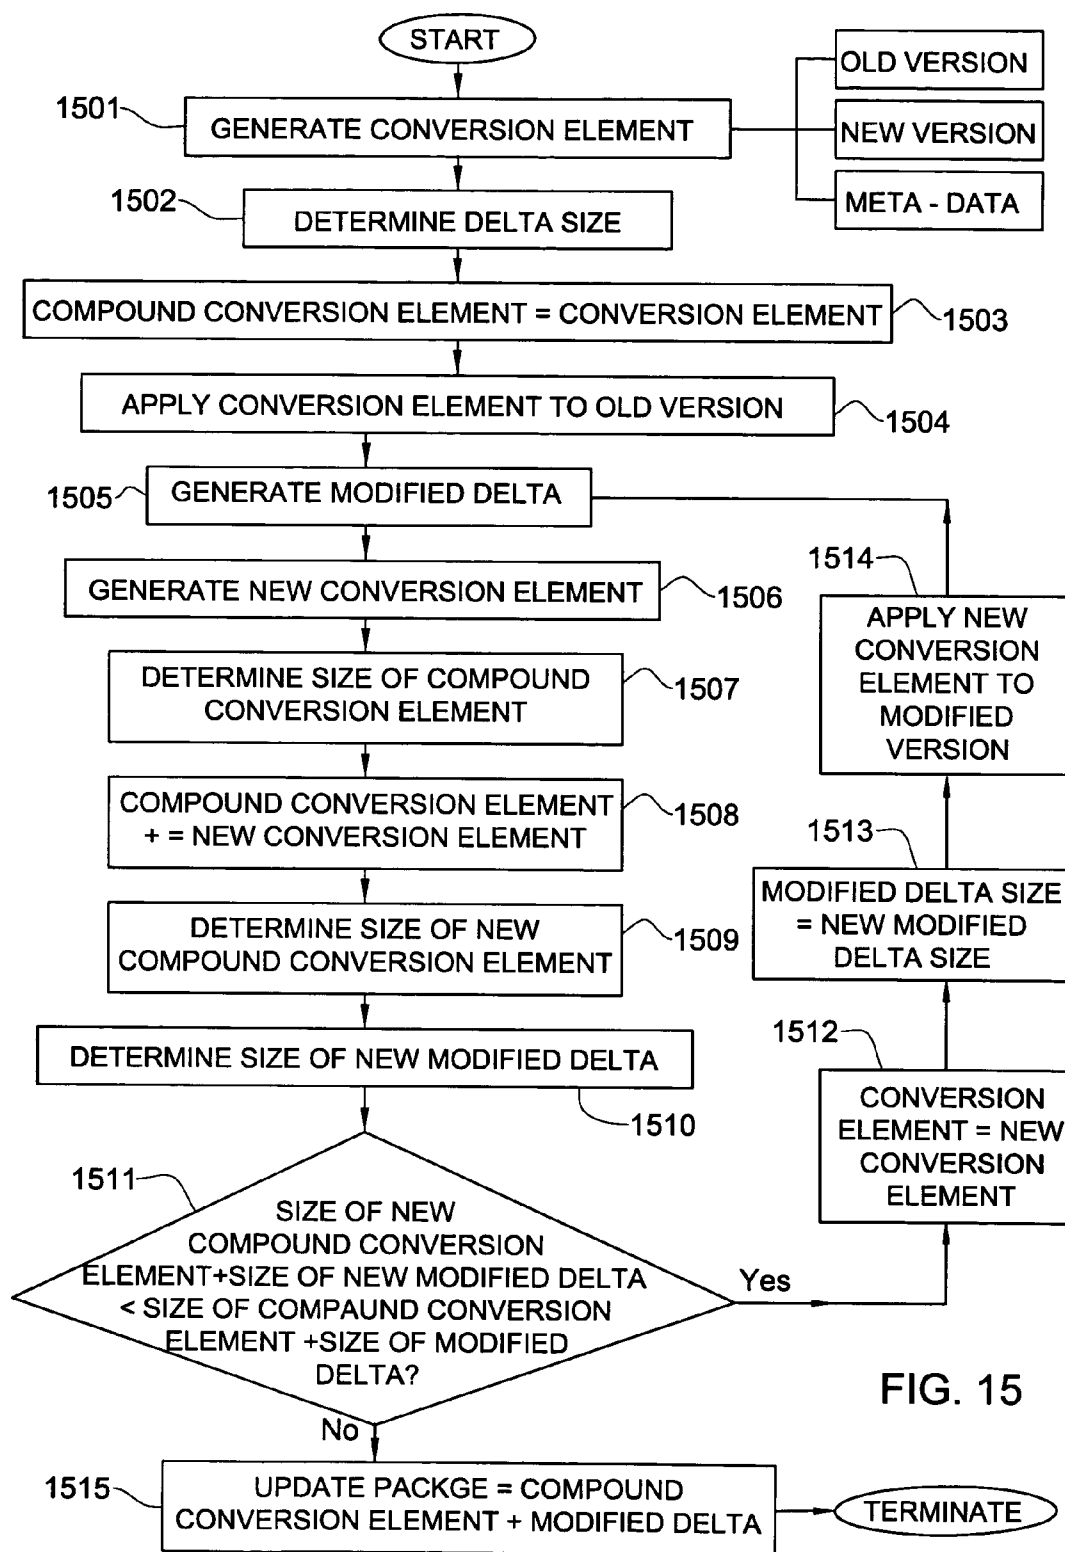 START
OLD VERSION
1501
GENERATE CONVERSION ELEMENT
NEW VERSION
META - DATA
1502
DETERMINE DELTA SIZE
COMPOUND CONVERSION ELEMENT = CONVERSION ELEMENT
1503
APPLY CONVERSION ELEMENT TO OLD VERSION
1504
1505
GENERATE MODIFIED DELTA
GENERATE NEW CONVERSION ELEMENT
1506
DETERMINE SIZE OF COMPOUND
CONVERSION ELEMENT
1507
COMPOUND CONVERSION ELEMENT
+ = NEW CONVERSION ELEMENT
1508
DETERMINE SIZE OF NEW
COMPOUND CONVERSION ELEMENT
1509
DETERMINE SIZE OF NEW MODIFIED DELTA
1510
1511
SIZE OF NEW
COMPOUND CONVERSION
ELEMENT+SIZE OF NEW MODIFIED DELTA
< SIZE OF COMPAUND CONVERSION
ELEMENT +SIZE OF MODIFIED
DELTA?
Yes
1512
CONVERSION
ELEMENT = NEW
CONVERSION
ELEMENT
1513
MODIFIED DELTA SIZE
= NEW MODIFIED
DELTA SIZE
1514
APPLY NEW
CONVERSION
ELEMENT TO
MODIFIED
VERSION
No
1515
UPDATE PACKGE = COMPOUND
CONVERSION ELEMENT + MODIFIED DELTA
TERMINATE
FIG. 15